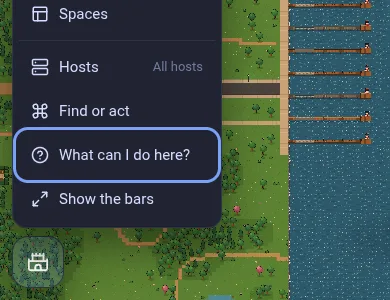 Spaces
Hosts All hosts
Find or act
What can I do here?
Show the bars